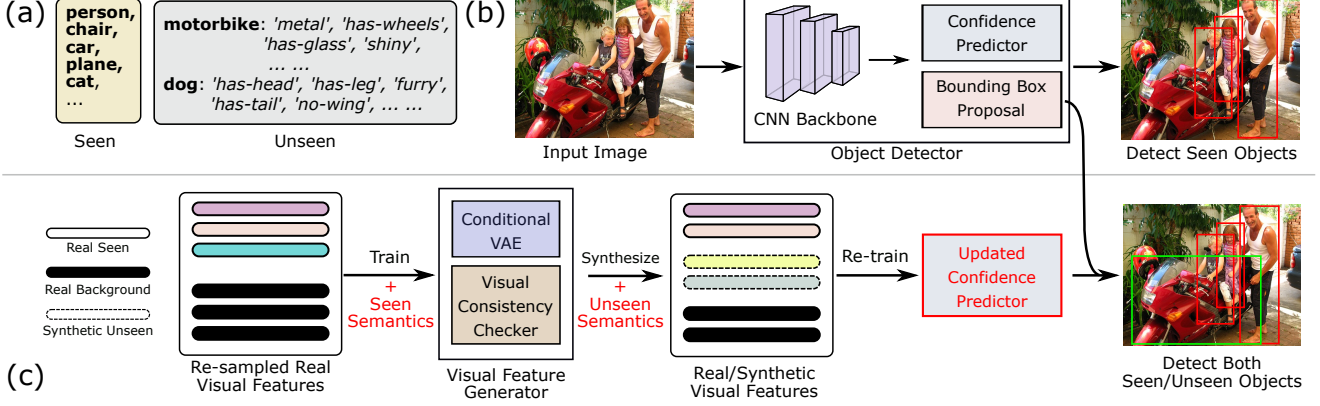 (a)
person,
chair,
car,
plane,
cat,
...
Seen
motorbike: 'metal', 'has-wheels',
'has-glass', 'shiny',
... ...
dog: 'has-head', 'has-leg', 'furry',
'has-tail', 'no-wing', ... ...
Unseen
(b)
Input Image
CNN Backbone
Confidence
Predictor
Bounding Box
Proposal
Object Detector
Detect Seen Objects
Real Seen
Real Background
Synthetic Unseen
(c)
Re-sampled Real
Visual Features
Train
+
Seen
Semantics
Conditional
VAE
Visual
Consistency
Checker
Visual Feature
Generator
Synthesize
+
Unseen
Semantics
Real/Synthetic
Visual Features
Re-train
Updated
Confidence
Predictor
Detect Both
Seen/Unseen Objects